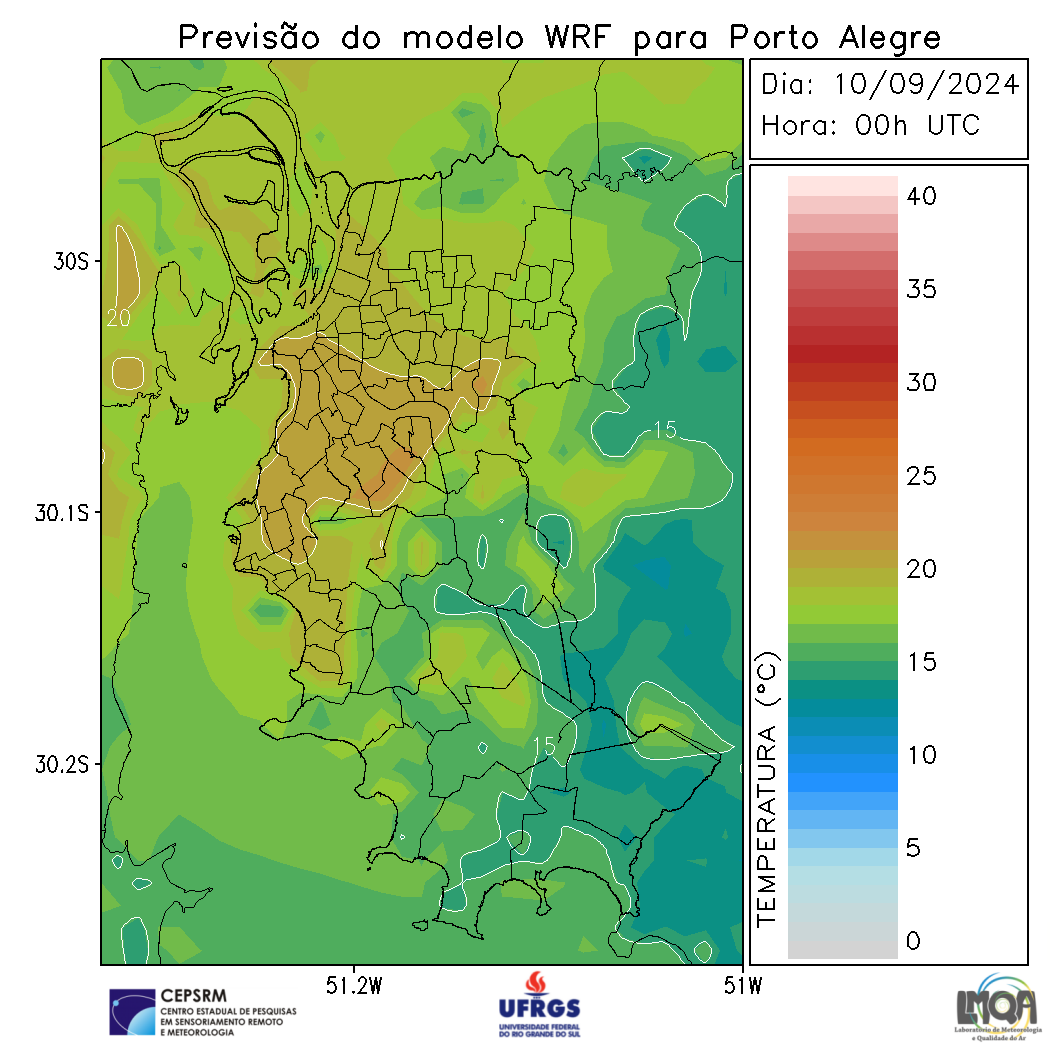 Previsão do modelo WRF para Porto Alegre
Dia: 10/09/2024
Hora: 00h UTC
40
35
30
25
20
15
10
5
0
TEMPERATURA (°C)
30S
30.1S
30.2S
51.2W
51W
20
15
15
CEPSRM
CENTRO ESTADUAL DE PESQUISAS
EM SENSORIAMENTO REMOTO
E METEOROLOGIA
UFRGS
UNIVERSIDADE FEDERAL
DO RIO GRANDE DO SUL
LMQA
Laboratório de Meteorologia
e Qualidade do Ar